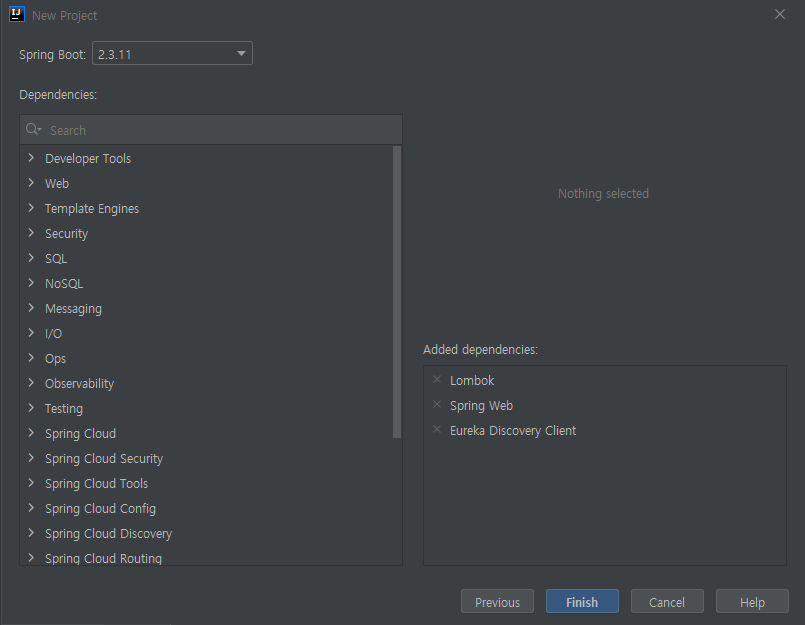 IJ
New Project
Spring Boot: 2.3.11
Dependencies:
Search
Developer Tools
Web
Template Engines
Security
SQL
NoSQL
Messaging
I/O
Ops
Observability
Testing
Spring Cloud
Spring Cloud Security
Spring Cloud Tools
Spring Cloud Config
Spring Cloud Discovery
Spring Cloud Routing
Nothing selected
Added dependencies:
Lombok
Spring Web
Eureka Discovery Client
Previous Finish Cancel Help